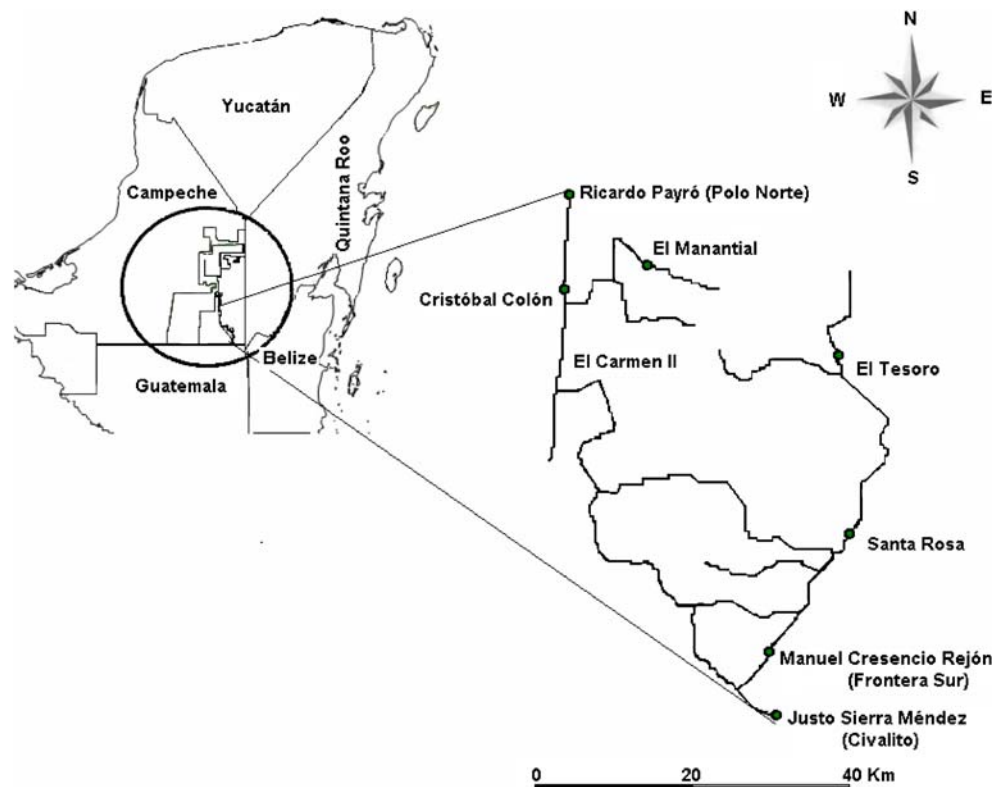 N
W
E
S
Yucatán
Quintana Roo
Campeche
Belize
Guatemala
Ricardo Payró (Polo Norte)
El Manantial
Cristóbal Colón
El Carmen II
El Tesoro
Santa Rosa
Manuel Cresencio Rejón
(Frontera Sur)
Justo Sierra Méndez
(Civalito)
0
20
40 Km